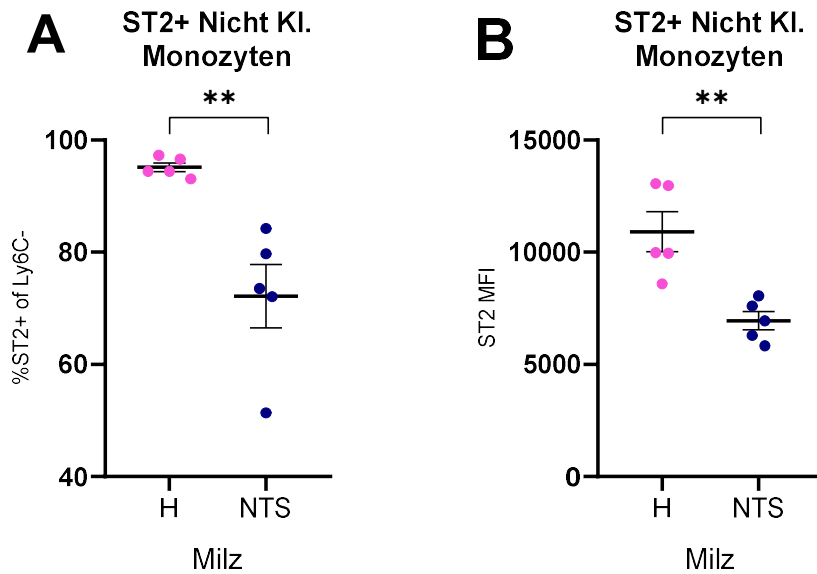 A
ST2+ Nicht Kl.
Monozyten
**
100
80
60
40
%ST2+ of Ly6C-
H
NTS
Milz
B
ST2+ Nicht Kl.
Monozyten
**
15000
10000
5000
0
ST2 MFI
H
NTS
Milz